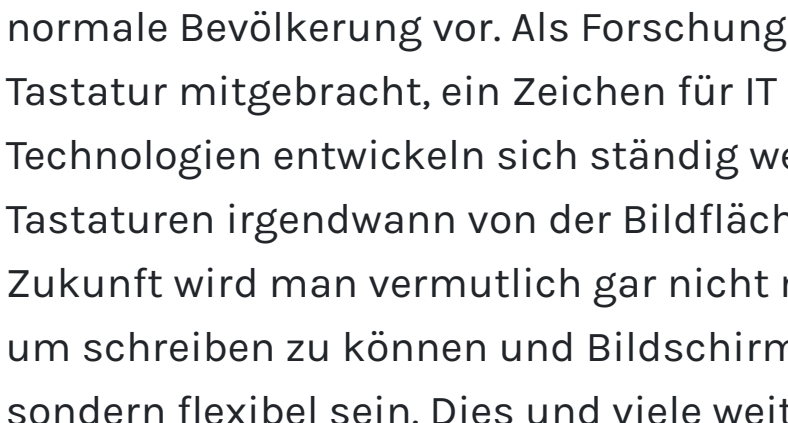 normale Bevölkerung vor. Als Forschung
Tastatur mitgebracht, ein Zeichen für IT
Technologien entwickeln sich ständig we
Tastaturen irgendwann von der Bildfläch
Zukunft wird man vermutlich gar nicht
um schreiben zu können und Bildschirm
sondern flexibel sein. Dies und viele weit